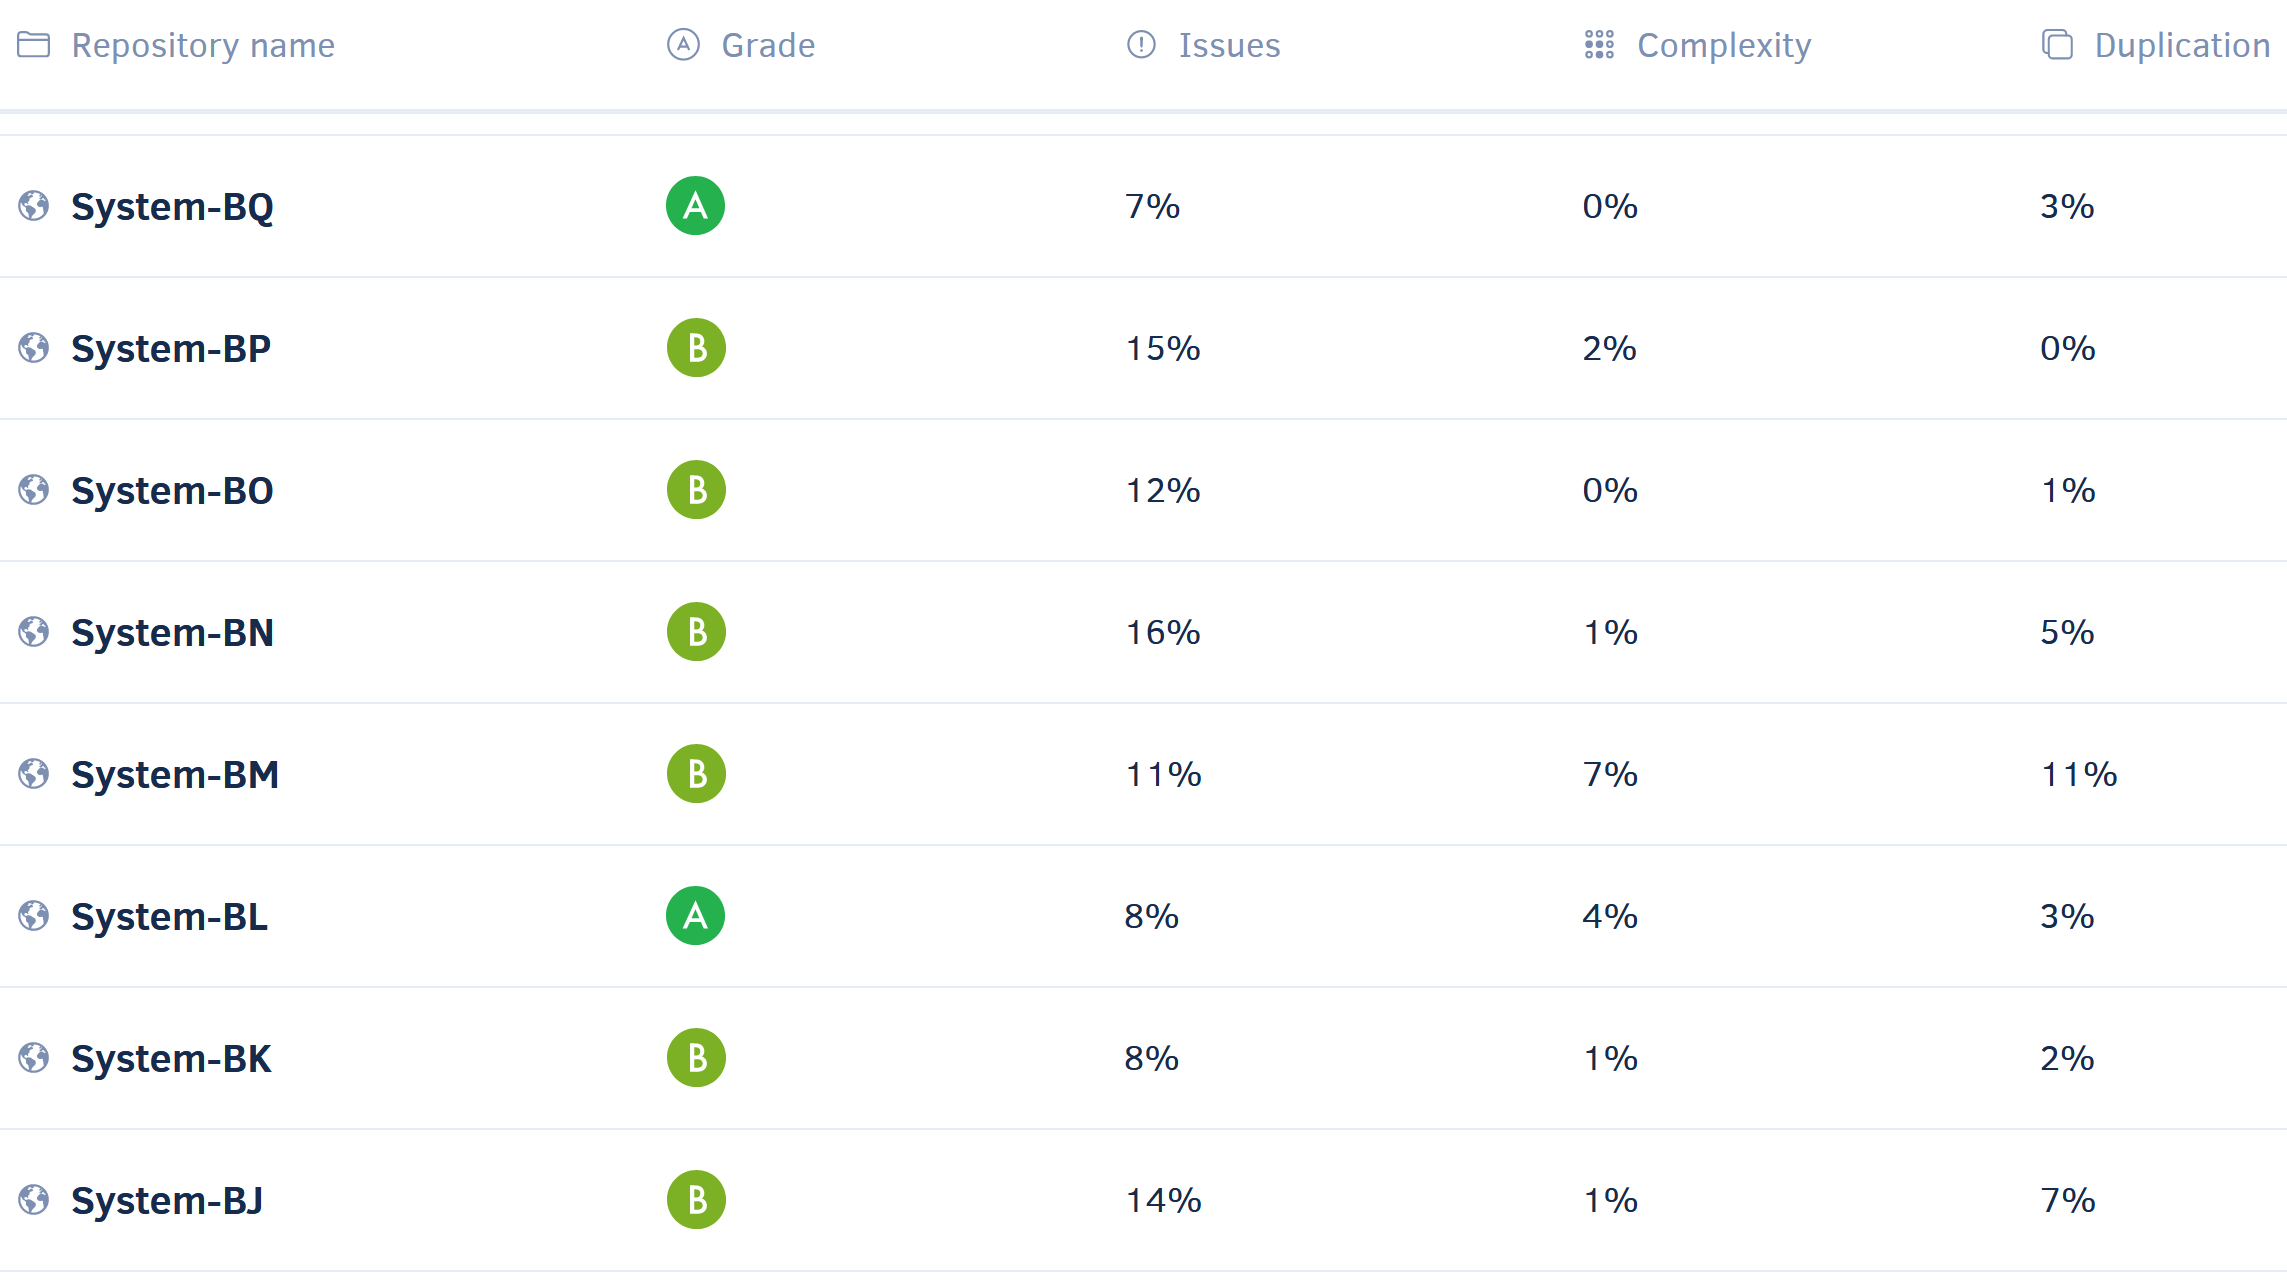 Repository name Grade Issues Complexity Duplication
System-BQ A 7% 0% 3%
System-BP B 15% 2% 0%
System-BO B 12% 0% 1%
System-BN B 16% 1% 5%
System-BM B 11% 7% 11%
System-BL A 8% 4% 3%
System-BK B 8% 1% 2%
System-BJ B 14% 1% 7%